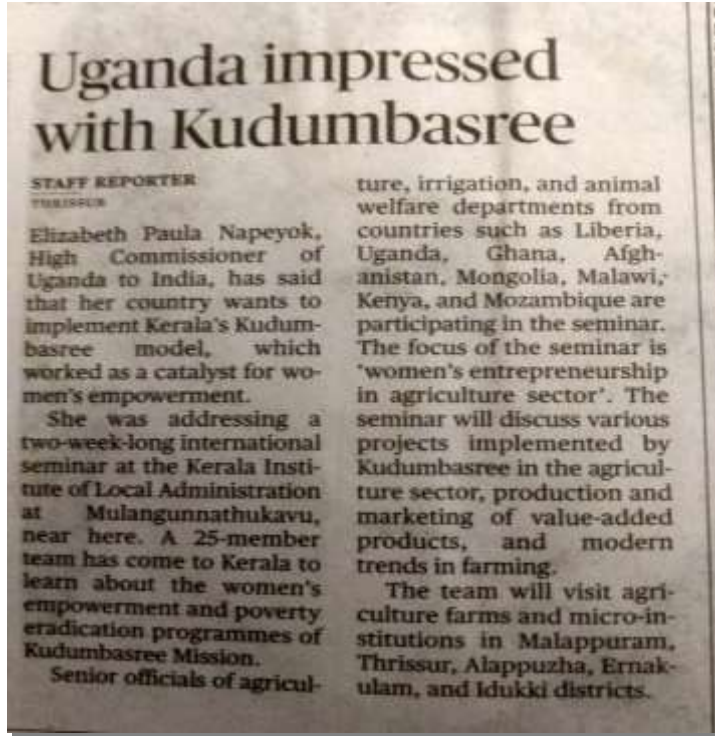 Uganda impressed
with Kudumbasree
STAFF REPORTER
THRISSUR
Elizabeth Paula Napeyok,
High Commissioner of
Uganda to India, has said
that her country wants to
implement Kerala's Kudum-
basree model, which
worked as a catalyst for wo-
men's empowerment.
She was addressing a
two-week-long international
seminar at the Kerala Insti-
tute of Local Administration
at Mulangunnathukavu,
near here. A 25-member
team has come to Kerala to
learn about the women's
empowerment and poverty
eradication programmes of
Kudumbasree Mission.
Senior officials of agricul-
ture, irrigation, and animal
welfare departments from
countries such as Liberia,
Uganda, Ghana, Afgh-
anistan, Mongolia, Malawi,
Kenya, and Mozambique are
participating in the seminar.
The focus of the seminar is
'women's entrepreneurship
in agriculture sector'. The
seminar will discuss various
projects implemented by
Kudumbasree in the agricul-
ture sector, production and
marketing of value-added
products, and modern
trends in farming.
The team will visit agri-
culture farms and micro-in-
stitutions in Malappuram,
Thrissur, Alappuzha, Ernak-
ulam, and Idukki districts.